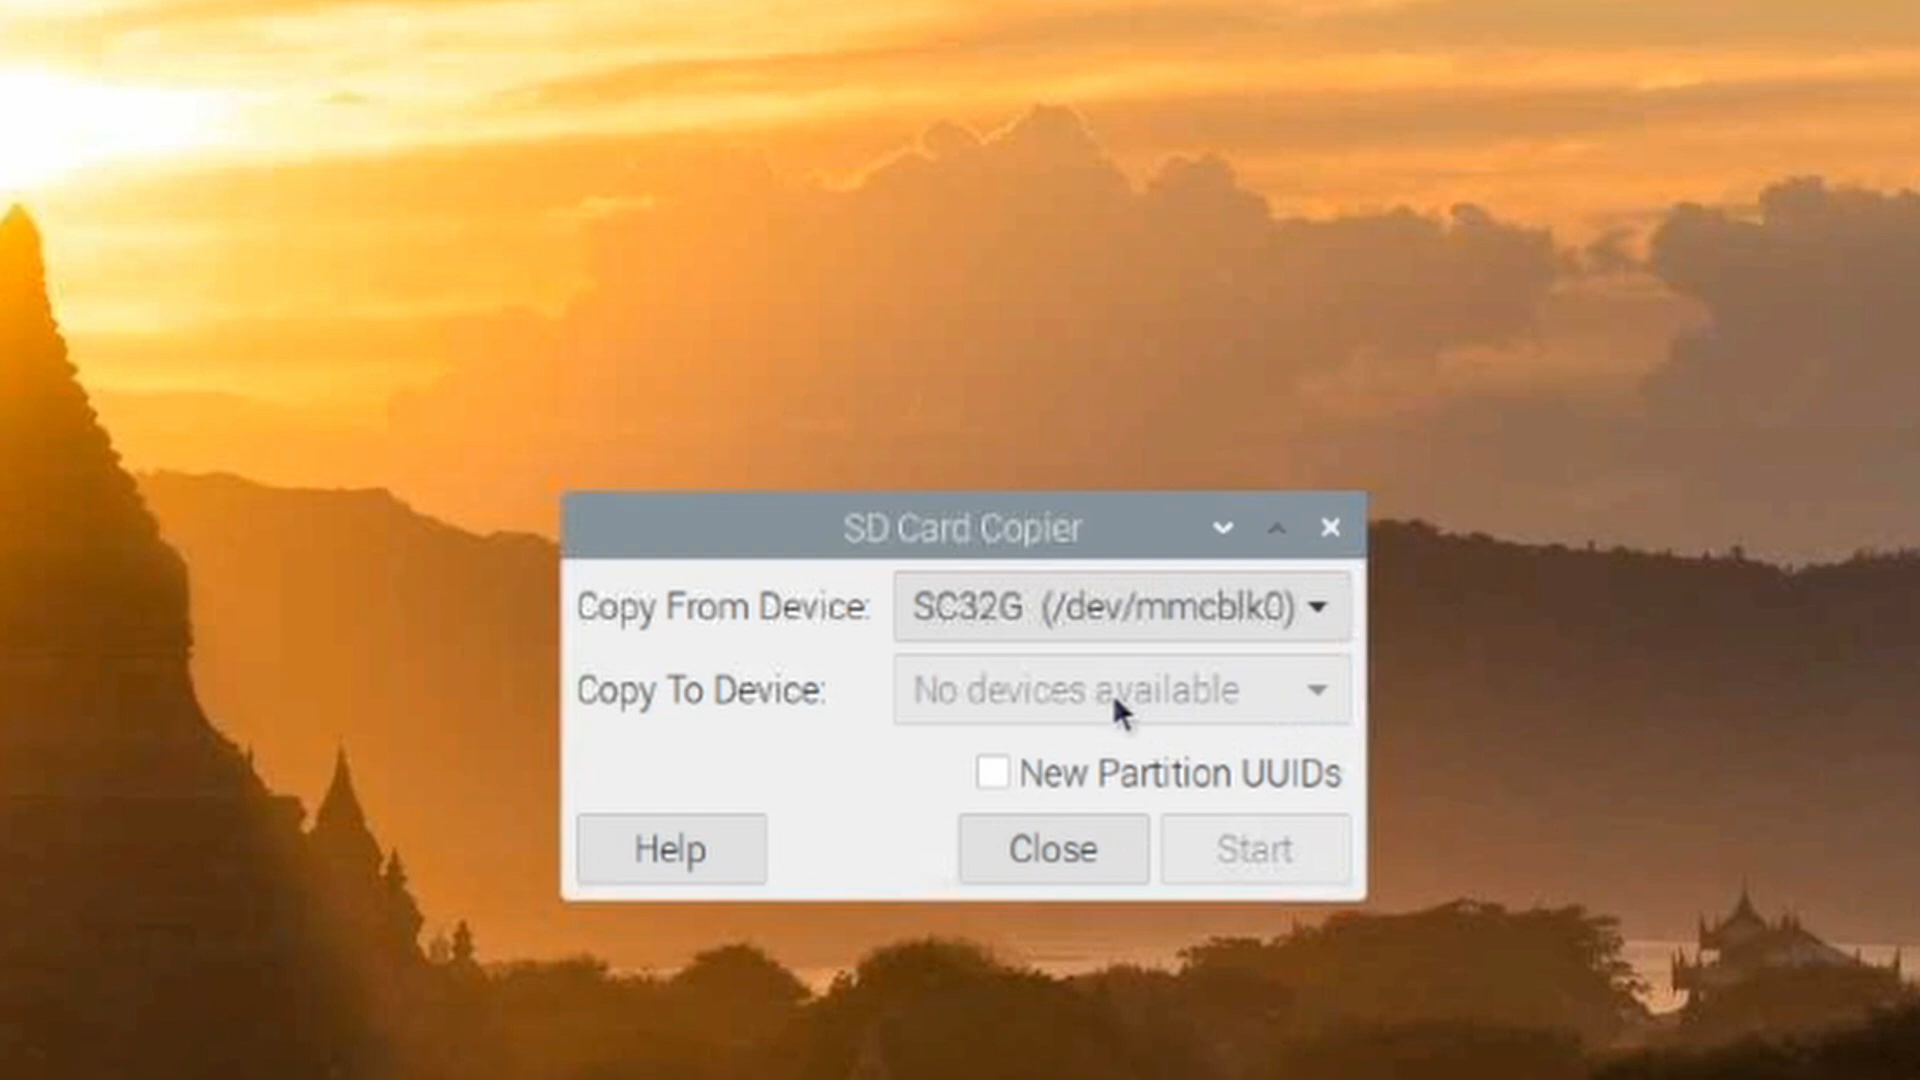 SD Card Copier
Copy From Device: SC32G (/dev/mmcblk0)
Copy To Device: No devices available
New Partition UUIDs
Help Close Start